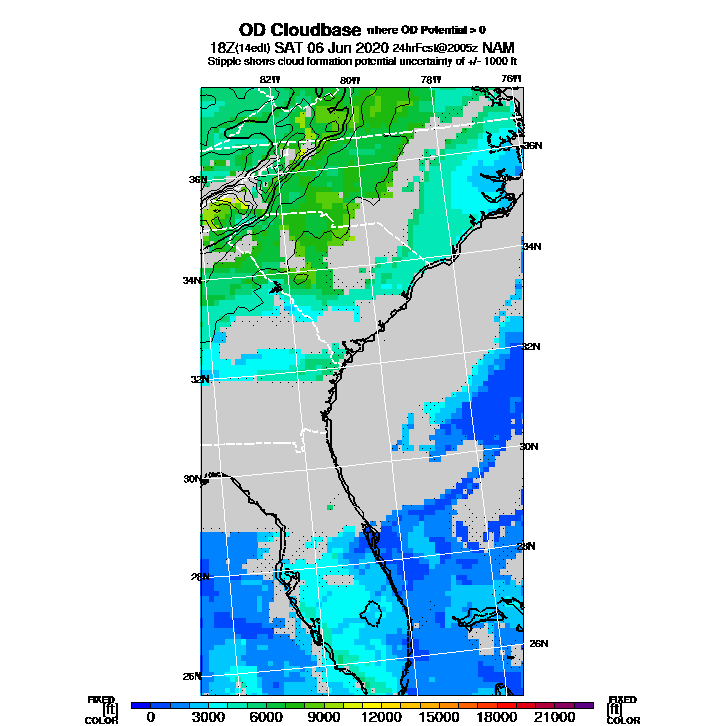 OD Cloudbase where OD Potential > 0
18Z(14edt) SAT 06 Jun 2020 24hrFcst@2005z NAM
Stipple shows cloud formation potential uncertainty of +/- 1000 ft
82W 80W 78W 76W
36N
36N
34N
34N
32N
32N
30N
30N
28N
28N
26N
26N
FIXED FIXED
[ft] [ft]
COLOR 0 3000 6000 9000 12000 15000 18000 21000 COLOR